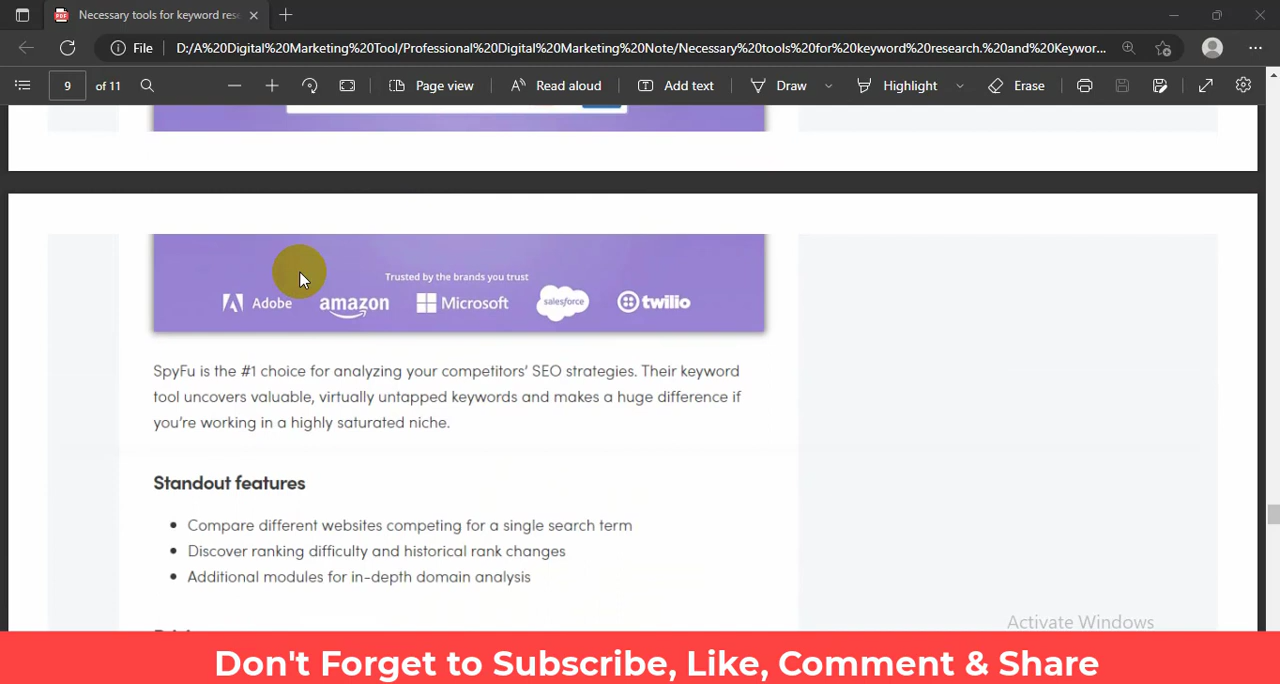 Necessary tools for keyword rese
File
D:/A%20Digital%20Marketing%20Tool/Professional%20Digital%20Marketing%20Note/Necessary%20tools%20for%20keyword%20research.%20and%20Keywor...
9 of 11
Page view
Read aloud
Add text
Draw
Highlight
Erase
Trusted by the brands you trust
Adobe amazon Microsoft salesforce twilio
SpyFu is the #1 choice for analyzing your competitors' SEO strategies. Their keyword
tool uncovers valuable, virtually untapped keywords and makes a huge difference if
you're working in a highly saturated niche.
Standout features
• Compare different websites competing for a single search term
• Discover ranking difficulty and historical rank changes
• Additional modules for in-depth domain analysis
Activate Windows
Don't Forget to Subscribe, Like, Comment & Share